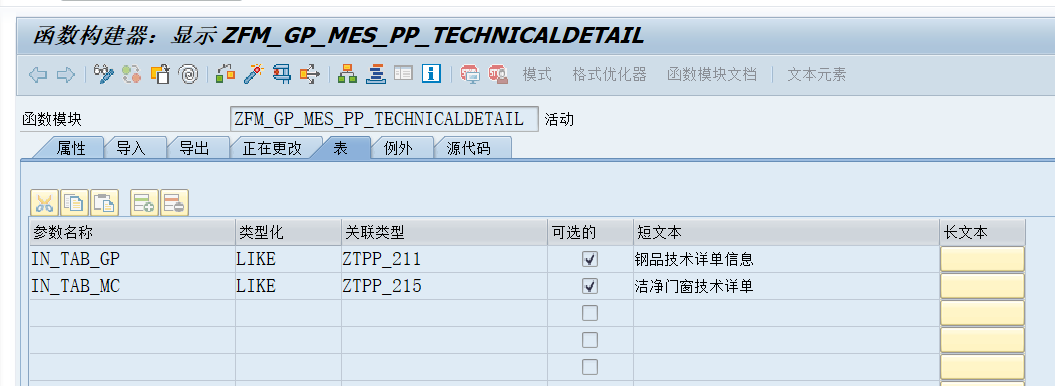 函数构建器: 显示 ZFM_GP_MES_PP_TECHNICALDETAIL
模式 格式优化器 函数模块文档 文本元素
函数模块 ZFM_GP_MES_PP_TECHNICALDETAIL 活动
属性 导入 导出 正在更改 表 例外 源代码
参数名称 类型化 关联类型 可选的 短文本 长文本
IN_TAB_GP LIKE ZTPP_211 钢品技术详单信息
IN_TAB_MC LIKE ZTPP_215 洁净门窗技术详单